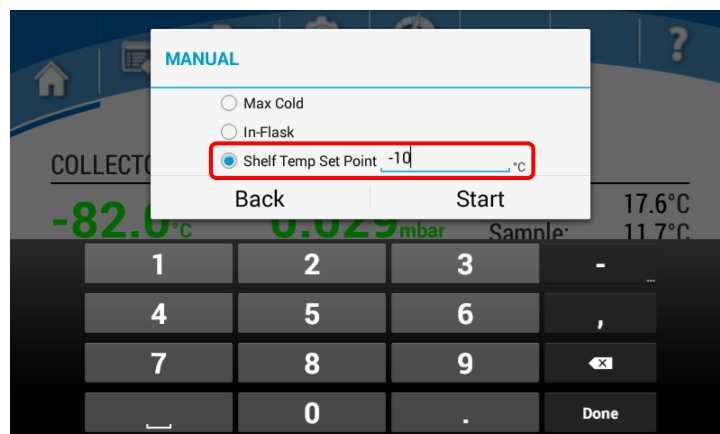 ?
MANUAL
Max Cold
In-Flask
COLLECTO
Shelf Temp Set Point -10 °C
Back Start
-82.0°C 0.029 mbar 17.6°C
Sample: 11.7°C
1 2 3 - ...
4 5 6 ,
7 8 9
0 . Done